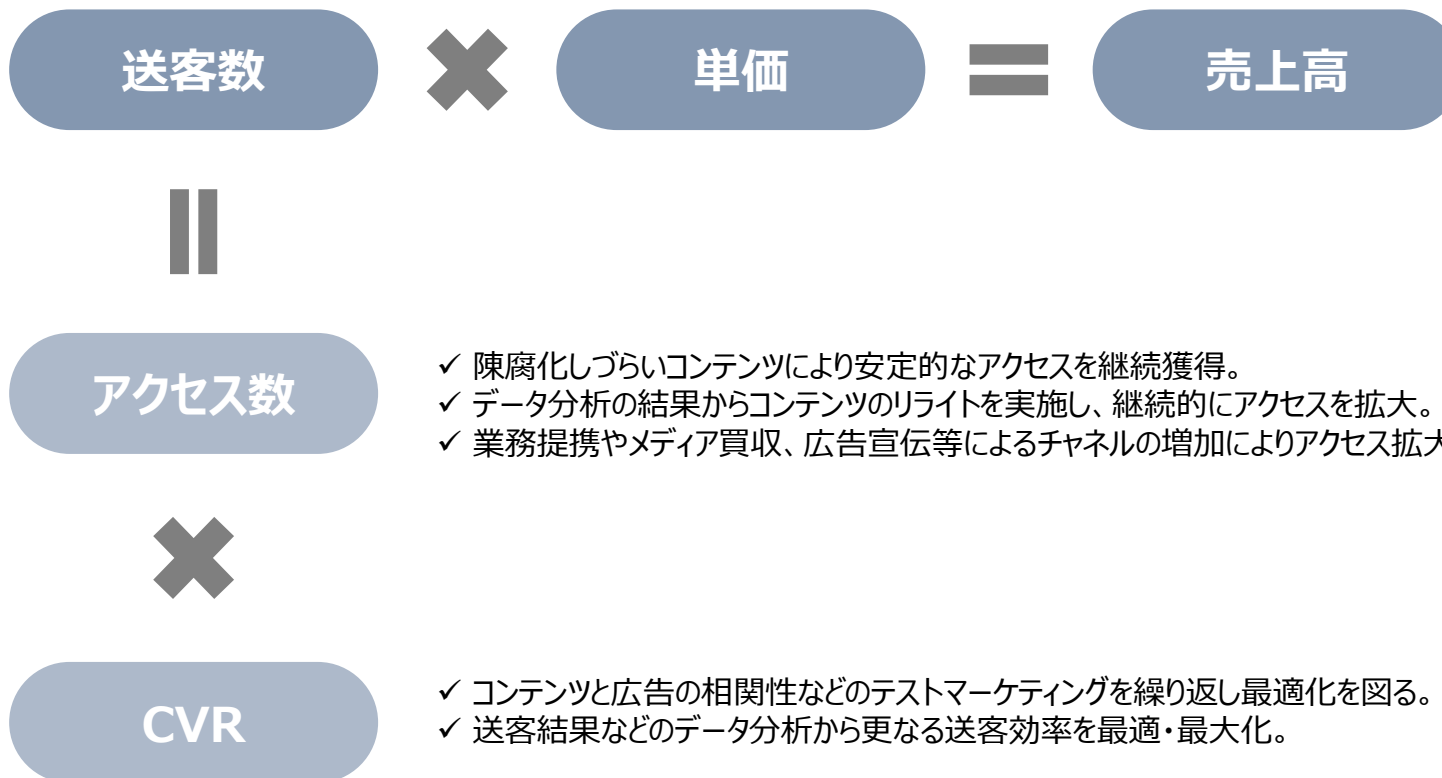 送客数 ✖ 単価 = 売上高
=
アクセス数
✓ 陳腐化しづらいコンテンツにより安定的なアクセスを継続獲得。
✓ データ分析の結果からコンテンツのリライトを実施し、継続的にアクセスを拡大。
✓ 業務提携やメディア買収、広告宣伝等によるチャネルの増加によりアクセス拡大
✖
CVR
✓ コンテンツと広告の相関性などのテストマーケティングを繰り返し最適化を図る。
✓ 送客結果などのデータ分析から更なる送客効率を最適・最大化。